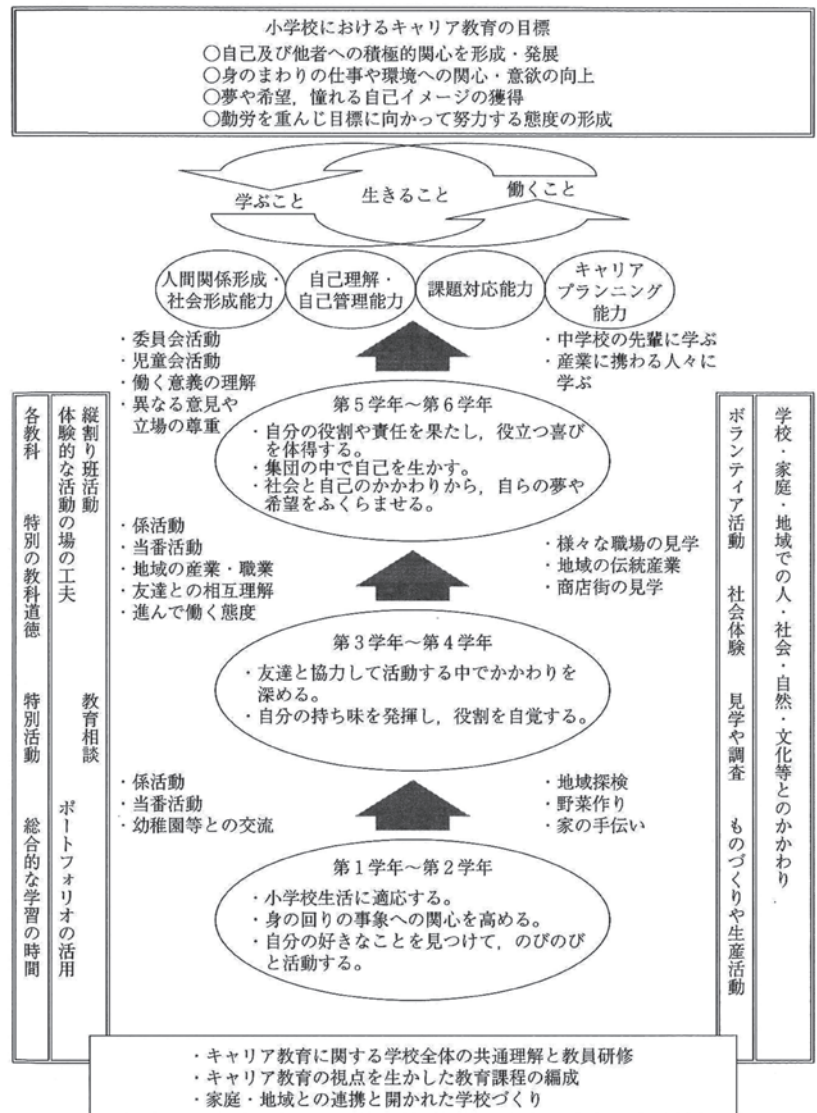 小学校におけるキャリア教育の目標
○自己及び他者への積極的関心を形成・発展
○身のまわりの仕事や環境への関心・意欲の向上
○夢や希望，憧れる自己イメージの獲得
○勤労を重んじ目標に向かって努力する態度の形成
学ぶこと
生きること
働くこと
人間関係形成・
社会形成能力
自己理解・
自己管理能力
課題対応能力
キャリア
プランニング
能力
・委員会活動
・児童会活動
・働く意義の理解
・異なる意見や
立場の尊重
・中学校の先輩に学ぶ
・産業に携わる人々に
学ぶ
第５学年～第６学年
・自分の役割や責任を果たし，役立つ喜び
を体得する。
・集団の中で自己を生かす。
・社会と自己のかかわりから，自らの夢や
希望をふくらませる。
・係活動
・当番活動
・地域の産業・職業
・友達との相互理解
・進んで働く態度
・様々な職場の見学
・地域の伝統産業
・商店街の見学
第３学年～第４学年
・友達と協力して活動する中でかかわりを
深める。
・自分の持ち味を発揮し，役割を自覚する。
・係活動
・当番活動
・幼稚園等との交流
・地域探検
・野菜作り
・家の手伝い
第１学年～第２学年
・小学校生活に適応する。
・身の回りの事象への関心を高める。
・自分の好きなことを見つけて，のびのび
と活動する。
縦割り班活動　教育相談
体験的な活動の場の工夫　ポートフォリオの活用
各教科　特別の教科道徳　特別活動　総合的な学習の時間
学校・家庭・地域での人・社会・自然・文化等とのかかわり
ボランティア活動　社会体験　見学や調査　ものづくりや生産活動
・キャリア教育に関する学校全体の共通理解と教員研修
・キャリア教育の視点を生かした教育課程の編成
・家庭・地域との連携と開かれた学校づくり